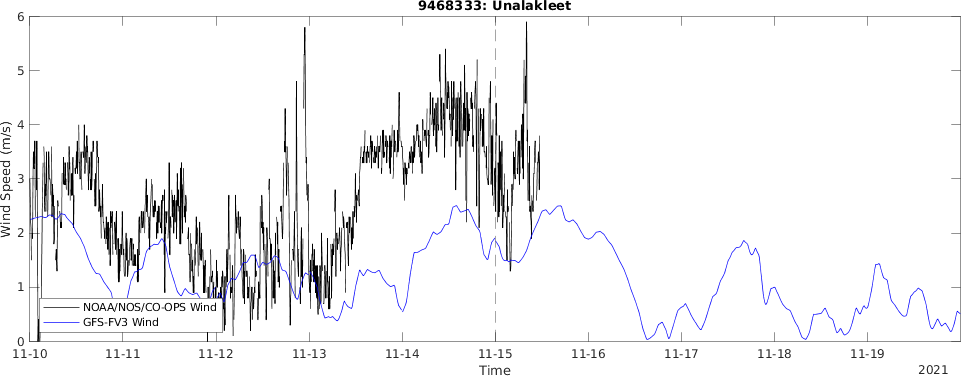 9468333: Unalakleet
Wind Speed (m/s)
6
5
4
3
2
1
0
NOAA/NOS/CO-OPS Wind
GFS-FV3 Wind
11-10 11-11 11-12 11-13 11-14 11-15 11-16 11-17 11-18 11-19
Time
2021